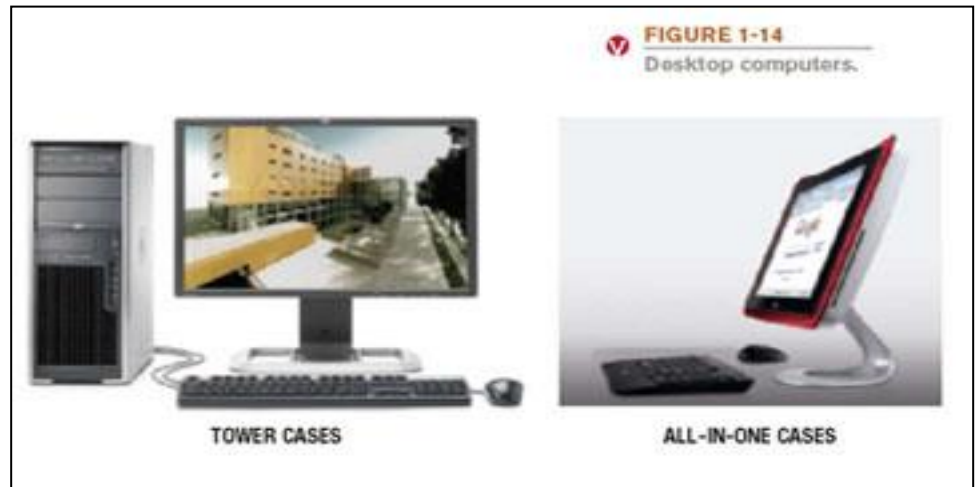 FIGURE 1-14
Desktop computers.
TOWER CASES
ALL-IN-ONE CASES